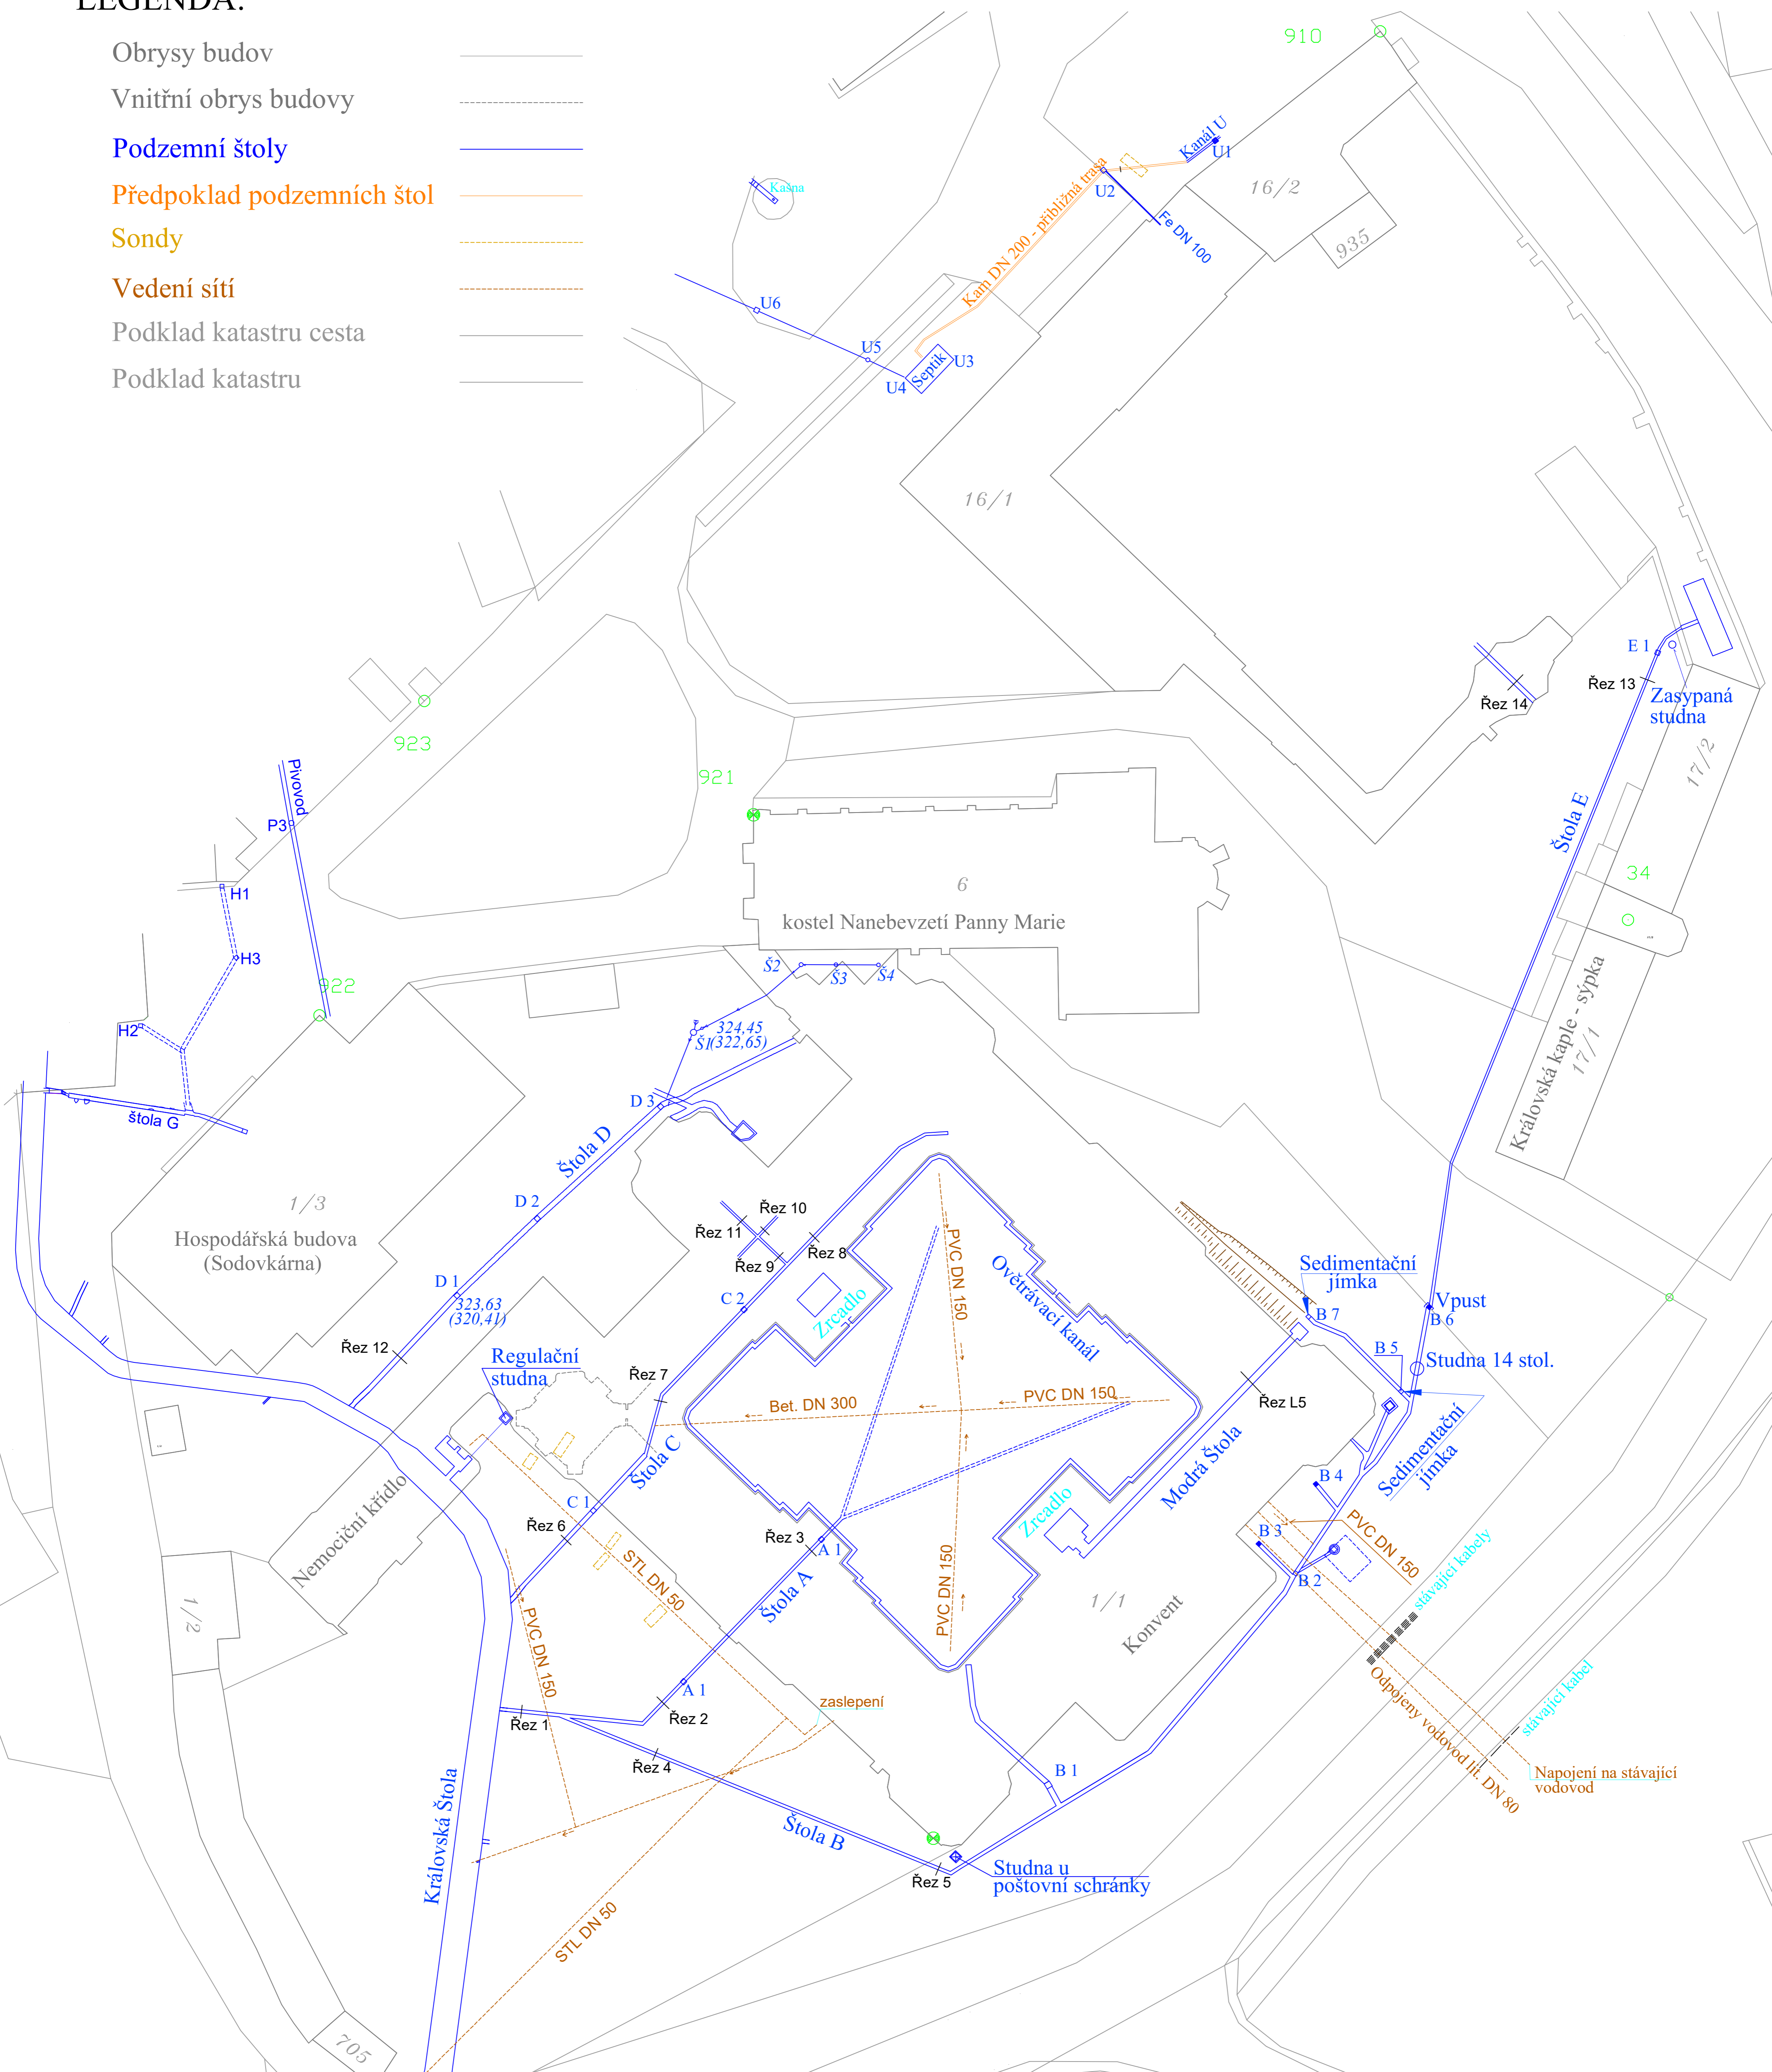 LEGENDA:
Obrysy budov
Vnitřní obrys budovy
Podzemní štoly
Předpoklad podzemních štol
Sondy
Vedení sítí
Podklad katastru cesta
Podklad katastru
910
Kanál U
U1
U2
16/2
Fe DN 100
935
Kam DN 200 - přibližná trasa
Kašna
U6
U5
U4
Septik
U3
16/1
E 1
Řez 13
Řez 14
Zasypaná
studna
17/2
923
921
Pivovod
P3
Štola E
34
H1
6
kostel Nanebevzetí Panny Marie
H3
Š2
Š3
Š4
922
H2
324,45
Š1(322,65)
Královská kaple - sýpka
17/1
štola G
D 3
Štola D
1/3
D 2
Hospodářská budova
(Sodovkárna)
Řez 10
Řez 11
Řez 8
Řez 9
PVC DN 150
Ovětrávací kanál
Sedimentační
jímka
D 1
323,63
(320,41)
C 2
Zrcadlo
Vpust
B 6
B 7
Řez 12
Regulační
studna
B 5
Studna 14 stol.
Řez 7
Bet. DN 300
PVC DN 150
Řez L5
Štola C
Modrá Štola
Sedimentační
jímka
Nemocniční křídlo
C 1
B 4
Zrcadlo
Řez 6
Řez 3
A 1
B 3
PVC DN 150
STL DN 50
Štola A
PVC DN 150
B 2
stávající kabely
1/2
PVC DN 150
1/1
Konvent
A 1
zaslepení
Odpojeny vodovod lit. DN 80
stávající kabel
Řez 1
Řez 2
Řez 4
B 1
Napojení na stávající
vodovod
Královská Štola
Štola B
Řez 5
Studna u
poštovní schránky
STL DN 50
705